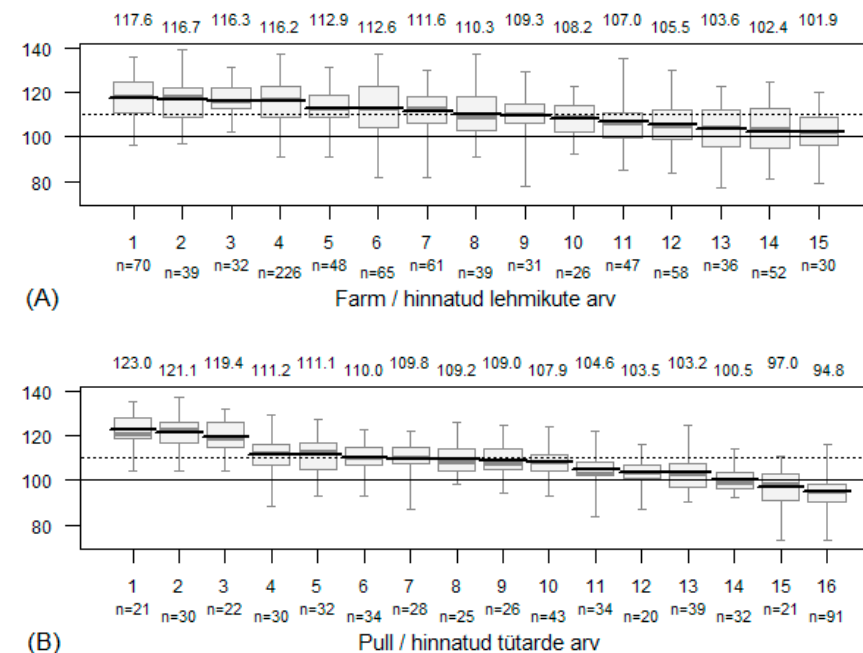 117.6 116.7 116.3 116.2 112.9 112.6 111.6 110.3 109.3 108.2 107.0 105.5 103.6 102.4 101.9
140
120
100
80
1 2 3 4 5 6 7 8 9 10 11 12 13 14 15
n=70 n=39 n=32 n=226 n=48 n=65 n=61 n=39 n=31 n=26 n=47 n=58 n=36 n=52 n=30
(A) Farm / hinnatud lehmikute arv
123.0 121.1 119.4 111.2 111.1 110.0 109.8 109.2 109.0 107.9 104.6 103.5 103.2 100.5 97.0 94.8
140
120
100
80
1 2 3 4 5 6 7 8 9 10 11 12 13 14 15 16
n=21 n=30 n=22 n=30 n=32 n=34 n=28 n=25 n=26 n=43 n=34 n=20 n=39 n=32 n=21 n=91
(B) Pull / hinnatud tütarde arv